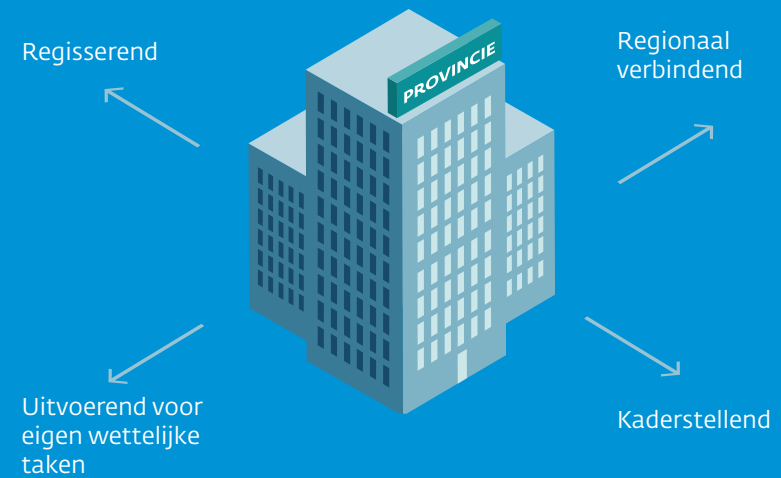 Regisserend
PROVINCIE
Regionaal
verbindend
Uitvoerend voor
eigen wettelijke
taken
Kaderstellend